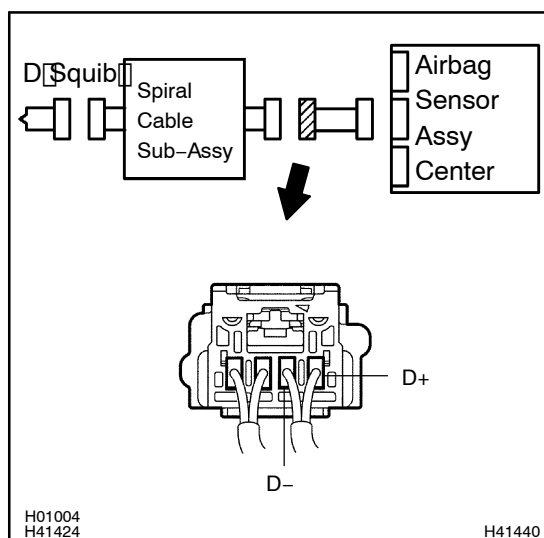 D Squib
Spiral
Cable
Sub−Assy
Airbag
Sensor
Assy
Center
D+
D−
H01004
H41424
H41440